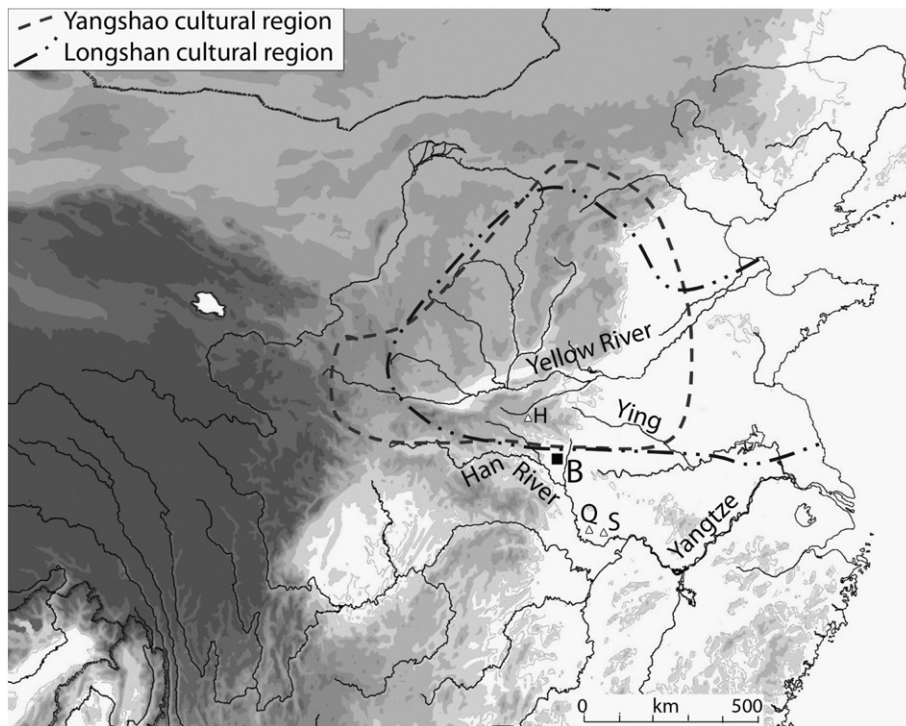 Yangshao cultural region
Longshan cultural region
Yellow River
H
Ying
Han River
B
Q
S
Yangtze
0 km 500